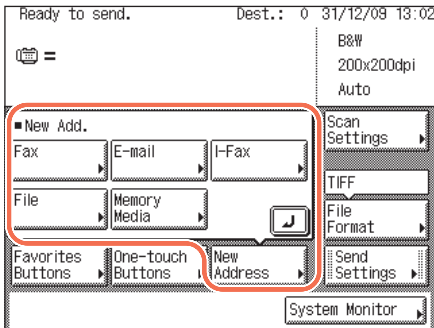 Ready to send. Dest.: 0 31/12/09 13:02
=
B&W
200x200dpi
Auto
■New Add.
Fax
E-mail
I-Fax
File
Memory
Media
Scan
Settings
TIFF
File
Format
Favorites
Buttons
One-touch
Buttons
New
Address
Send
Settings
System Monitor